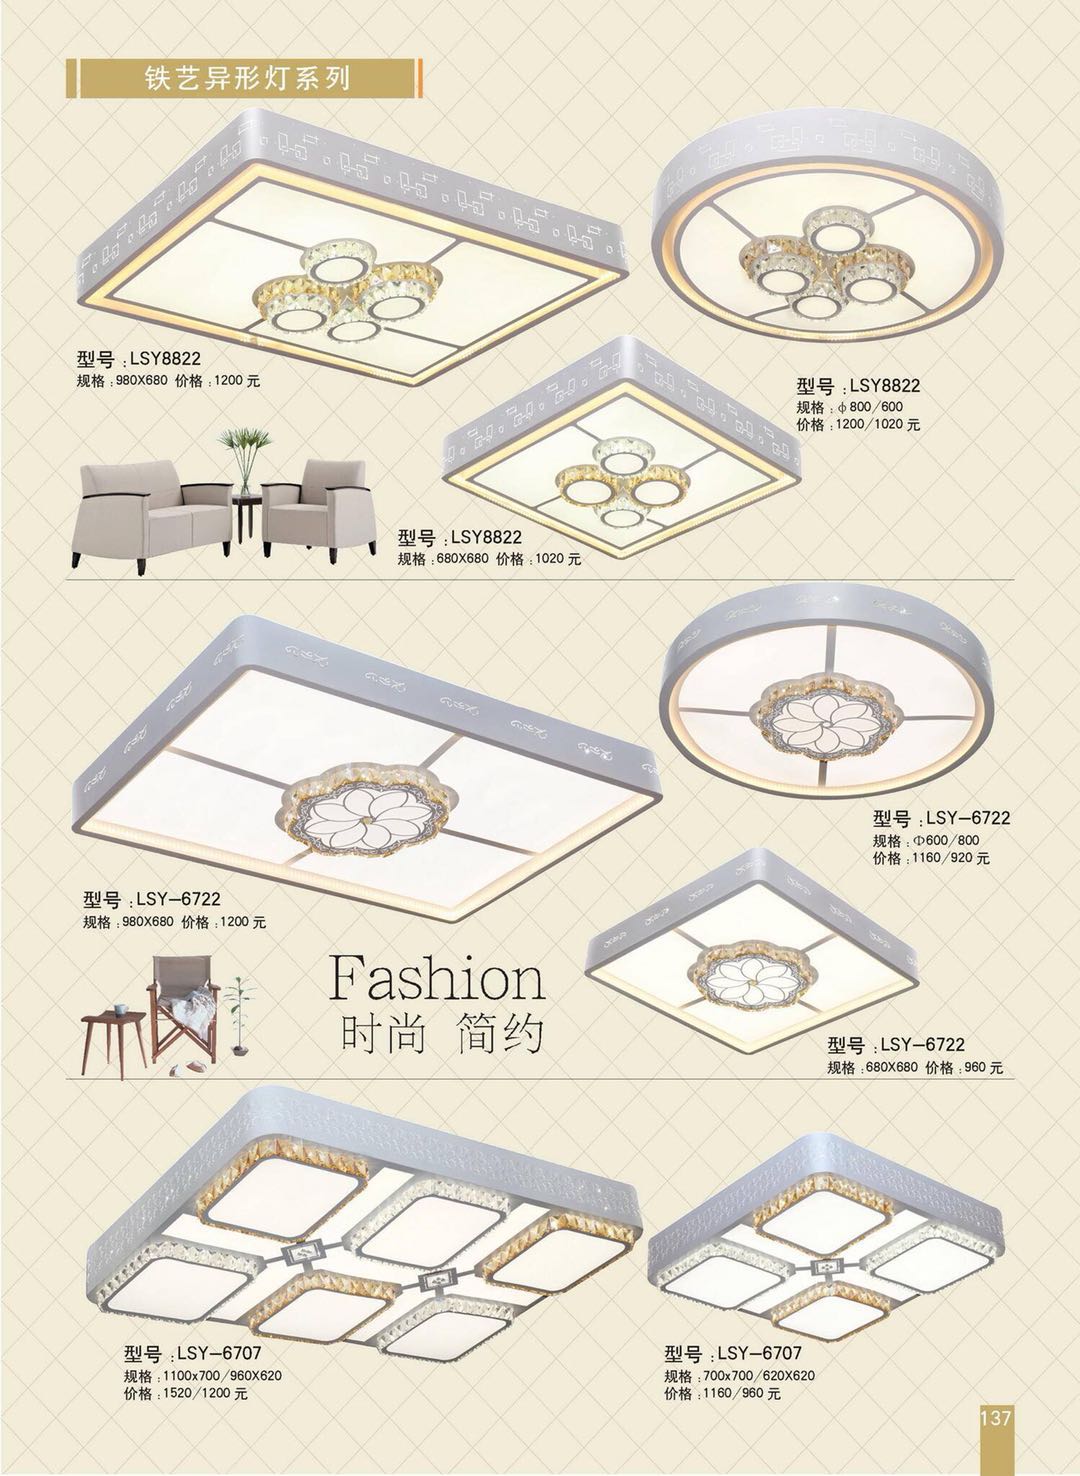 铁艺异形灯系列
型号:LSY8822
规格:980X680 价格:1200 元
型号:LSY8822
规格:φ800/600
价格:1200/1020 元
型号:LSY8822
规格:680X680 价格:1020 元
型号:LSY-6722
规格:Φ600/800
价格:1160/920 元
型号:LSY-6722
规格:980X680 价格:1200 元
Fashion
时尚 简约
型号:LSY-6722
规格:680X680 价格:960 元
型号:LSY-6707
规格:1100x700/960X620
价格:1520/1200 元
型号:LSY-6707
规格:700x700/620X620
价格:1160/960 元
137